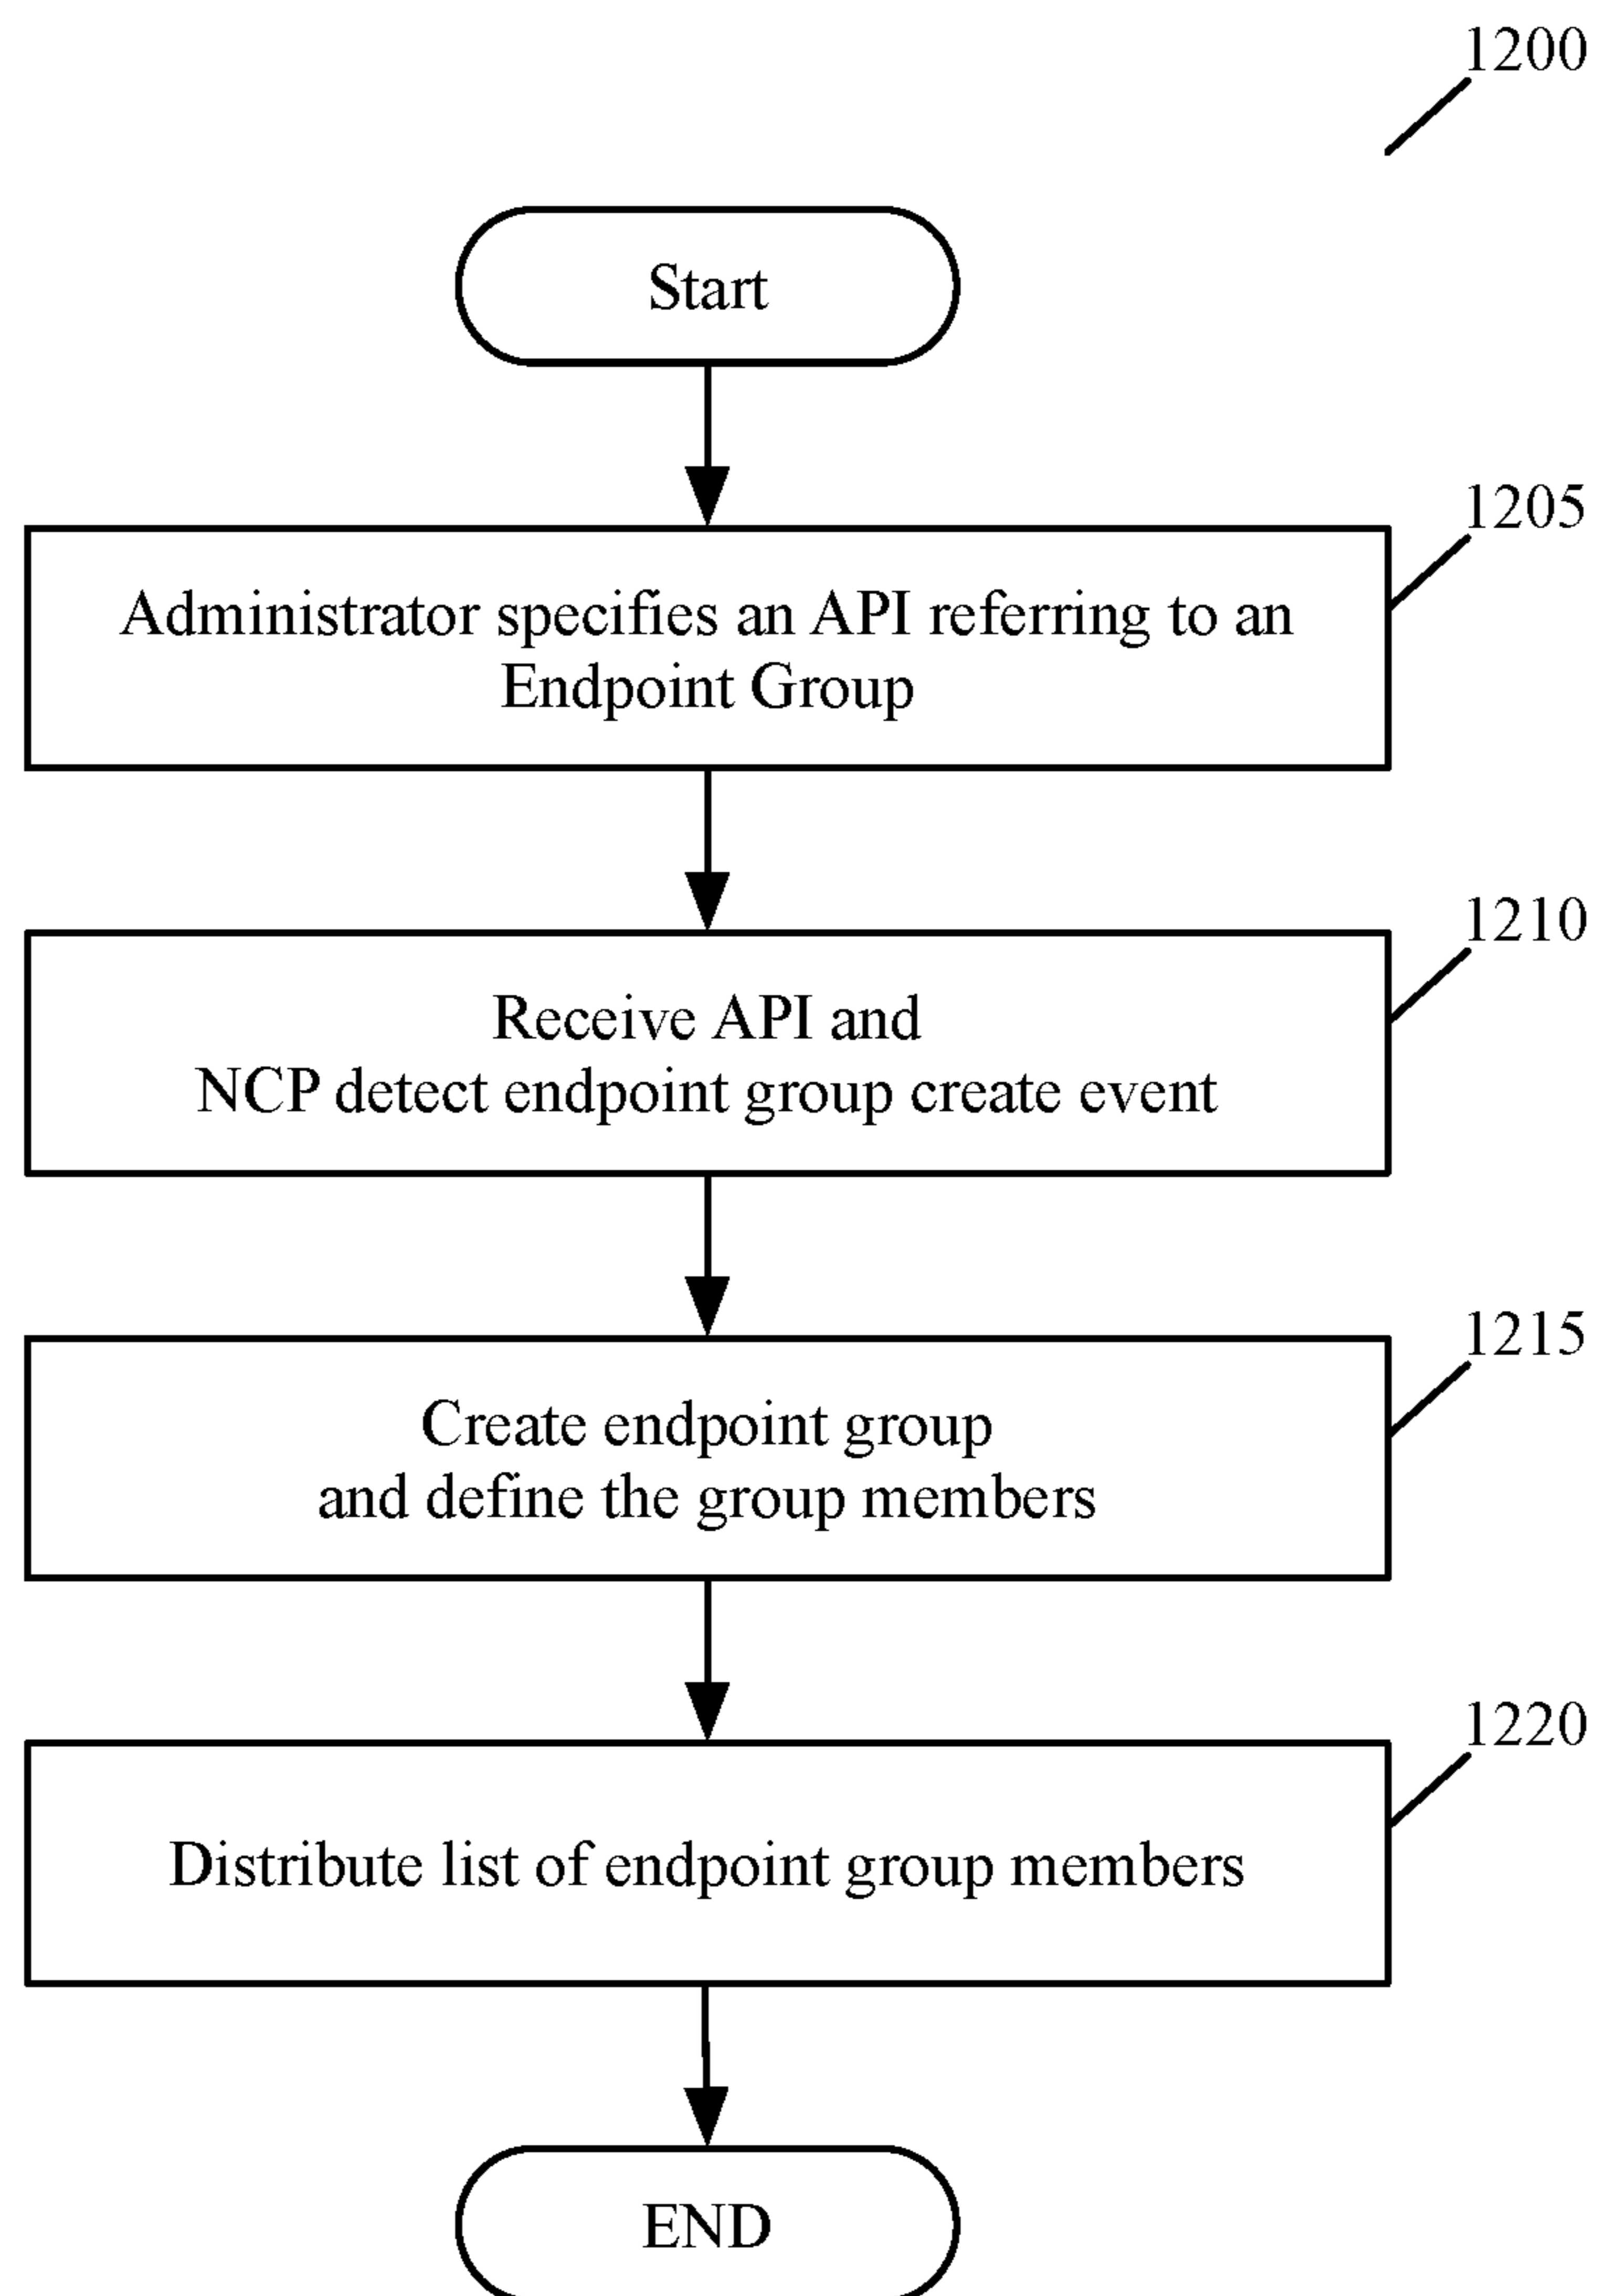 1200
Start
1205
Administrator specifies an API referring to an
Endpoint Group
1210
Receive API and
NCP detect endpoint group create event
1215
Create endpoint group
and define the group members
1220
Distribute list of endpoint group members
END